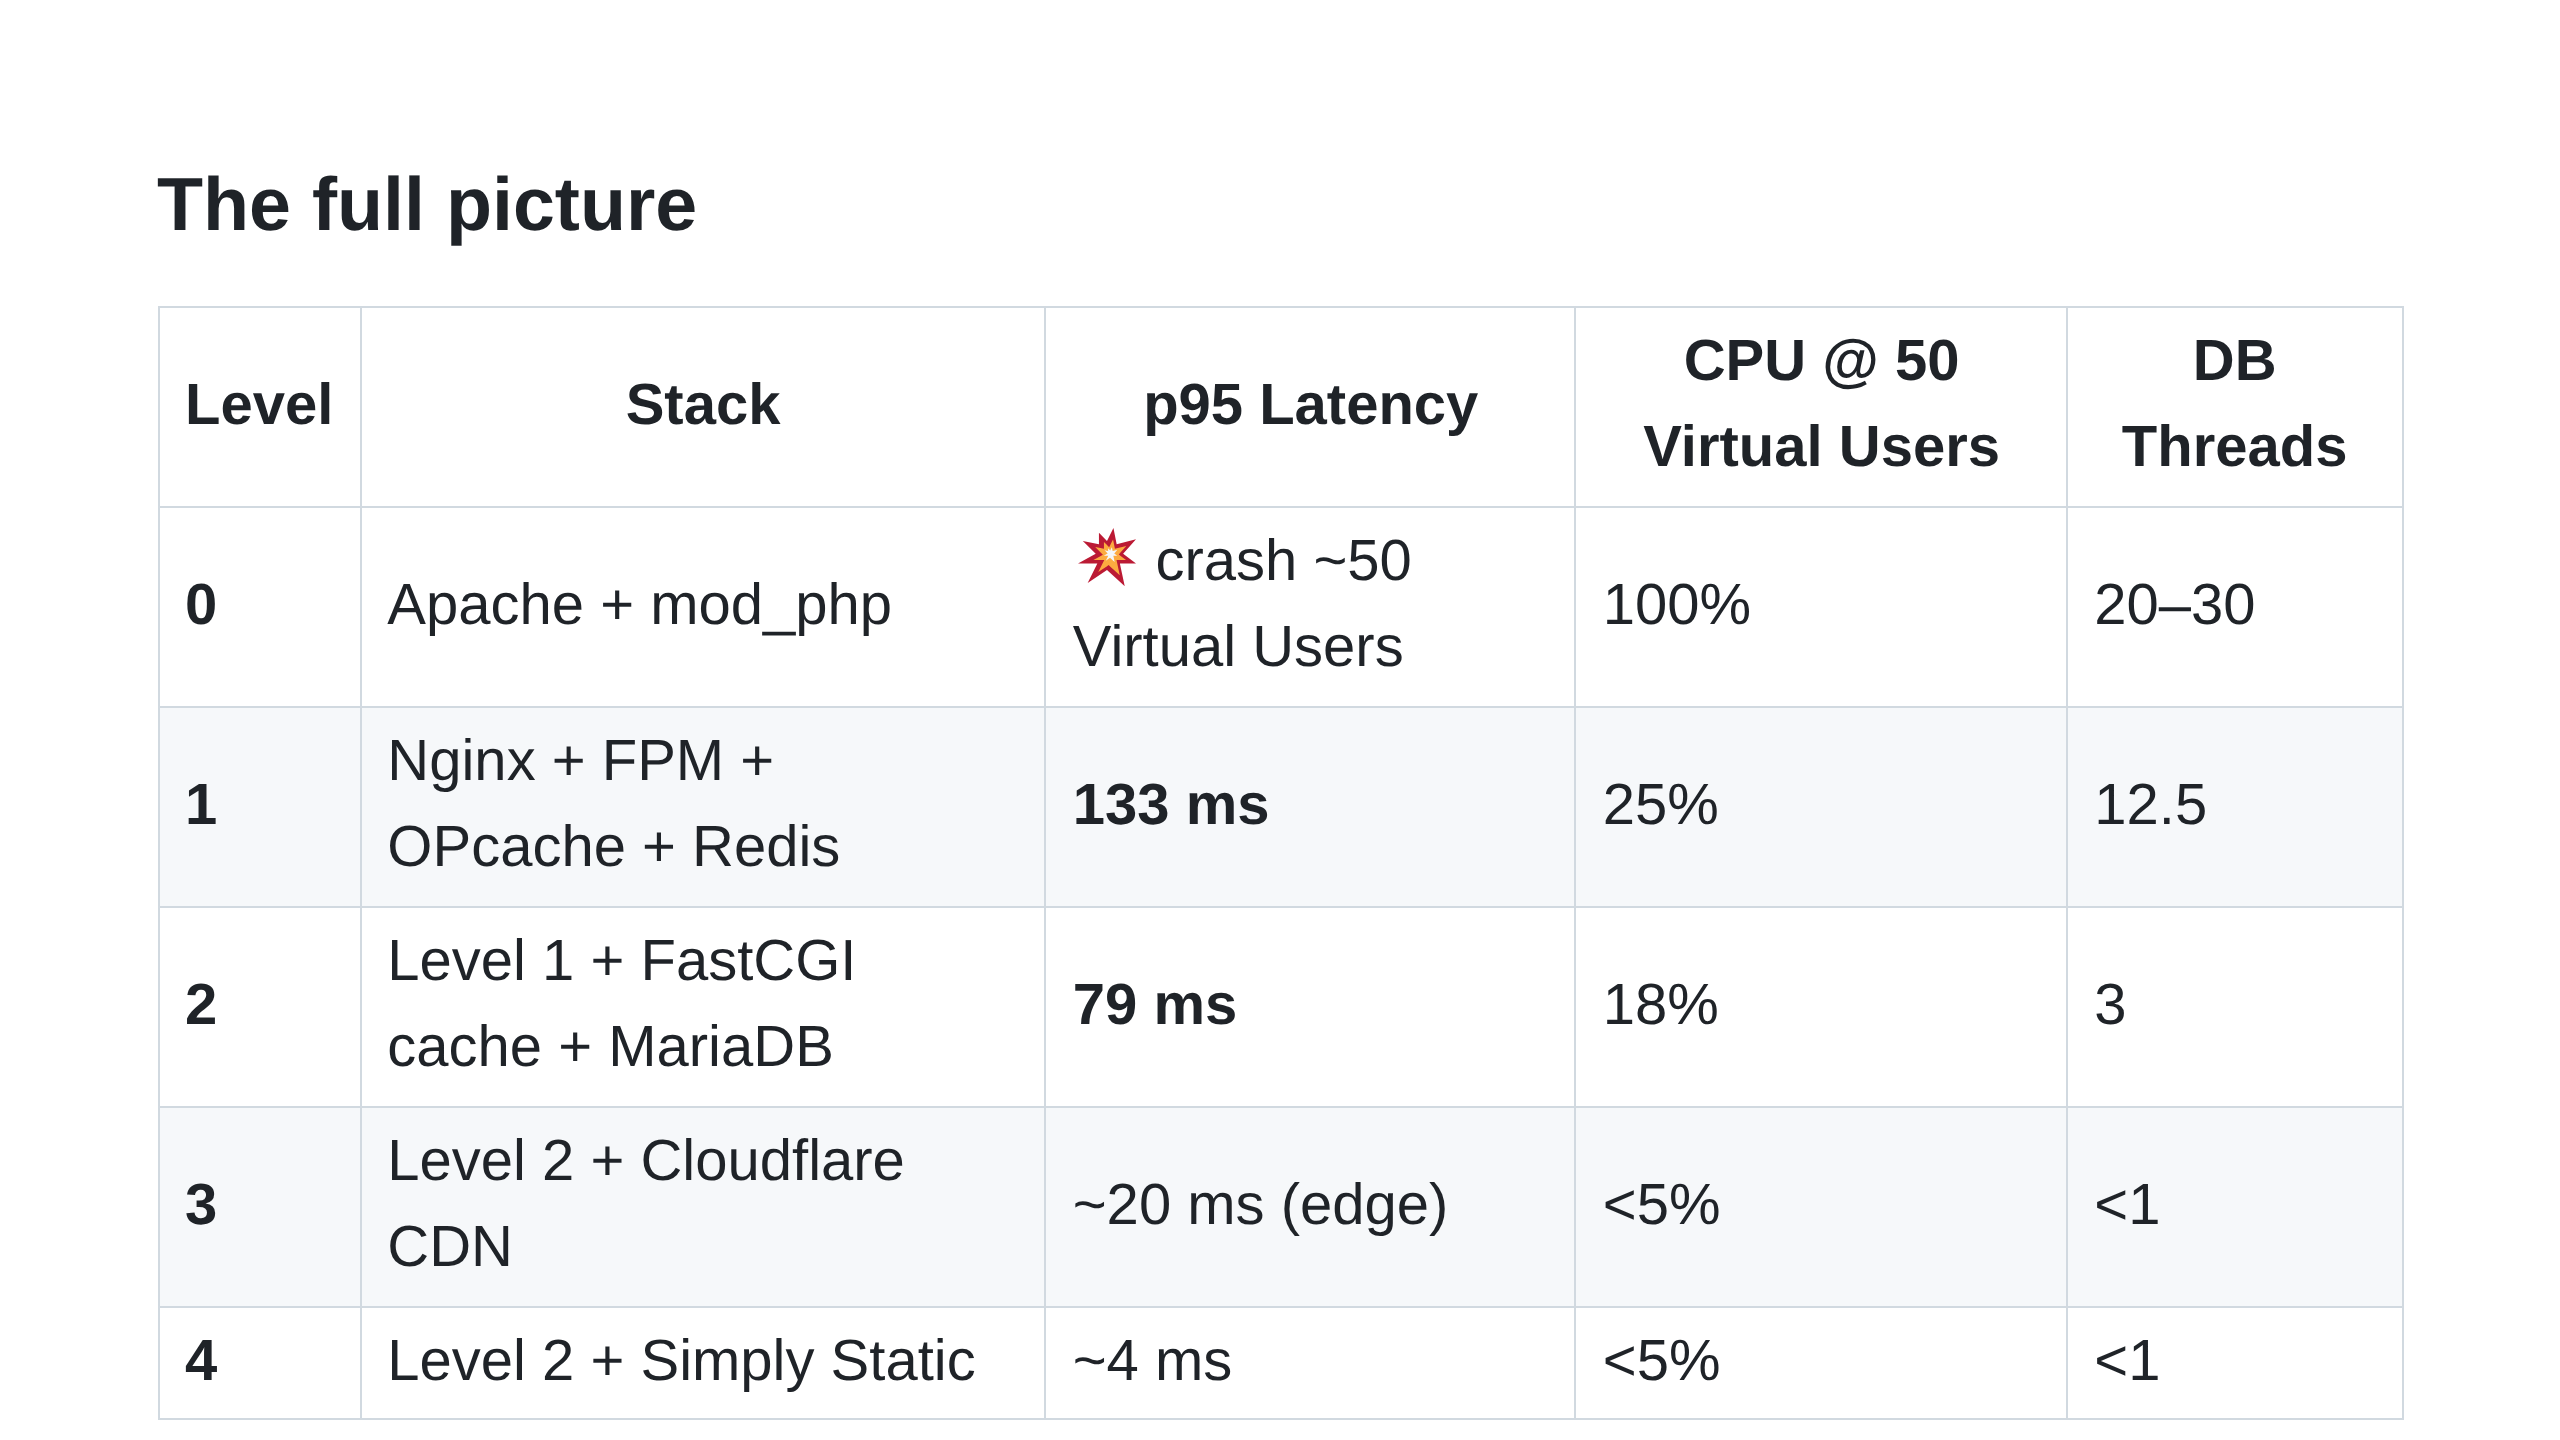 The full picture
Level
Stack
p95 Latency
CPU @ 50
Virtual Users
DB
Threads
0
Apache + mod_php
💥 crash ~50
Virtual Users
100%
20–30
1
Nginx + FPM +
OPcache + Redis
133 ms
25%
12.5
2
Level 1 + FastCGI
cache + MariaDB
79 ms
18%
3
3
Level 2 + Cloudflare
CDN
~20 ms (edge)
<5%
<1
4
Level 2 + Simply Static
~4 ms
<5%
<1